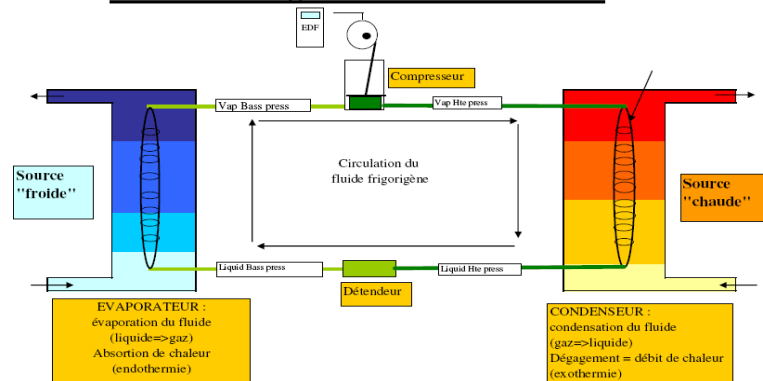 EDF
Compresseur
Vap Bass press
Vap Hte press
Circulation du
fluide frigorigène
Source
"froide"
Source
"chaude"
Liquid Bass press
Liquid Hte press
Détendeur
EVAPORATEUR :
évaporation du fluide
(liquide=>gaz)
Absortion de chaleur
(endothermie)
CONDENSEUR :
condensation du fluide
(gaz=>liquide)
Dégagement = débit de chaleur
(exothermie)